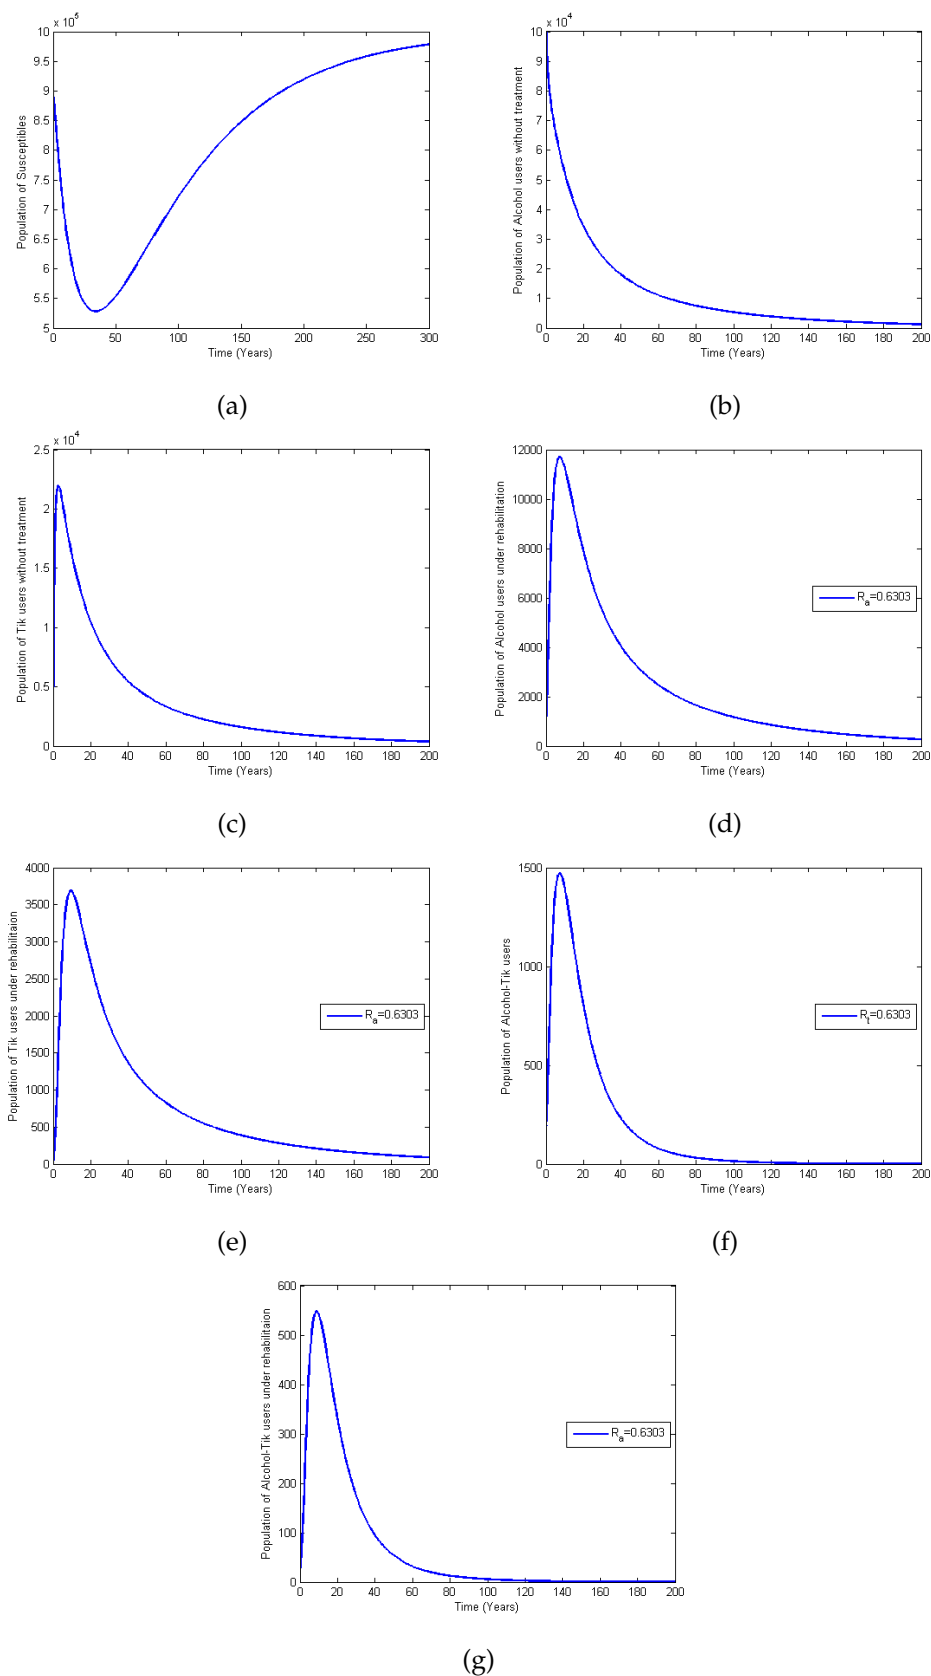 x 10^5
10
9.5
9
8.5
8
7.5
7
6.5
6
5.5
5
Population of Susceptibles
0 50 100 150 200 250 300
Time (Years)
(a)
x 10^4
10
9
8
7
6
5
4
3
2
1
0
Population of Alcohol users without treatment
0 20 40 60 80 100 120 140 160 180 200
Time (Years)
(b)
x 10^4
2.5
2
1.5
1
0.5
0
Population of Tik users without treatment
0 20 40 60 80 100 120 140 160 180 200
Time (Years)
(c)
12000
10000
8000
6000
4000
2000
0
Population of Alcohol users under rehabilitation
R_a=0.6303
0 20 40 60 80 100 120 140 160 180 200
Time (Years)
(d)
4000
3500
3000
2500
2000
1500
1000
500
0
Population of Tik users under rehabilitaion
R_a=0.6303
0 20 40 60 80 100 120 140 160 180 200
Time (Years)
(e)
1500
1000
500
0
Population of Alcohol-Tik users
R_t=0.6303
0 20 40 60 80 100 120 140 160 180 200
Time (Years)
(f)
600
500
400
300
200
100
0
Population of Alcohol-Tik users under rehabilitaion
R_a=0.6303
0 20 40 60 80 100 120 140 160 180 200
Time (Years)
(g)